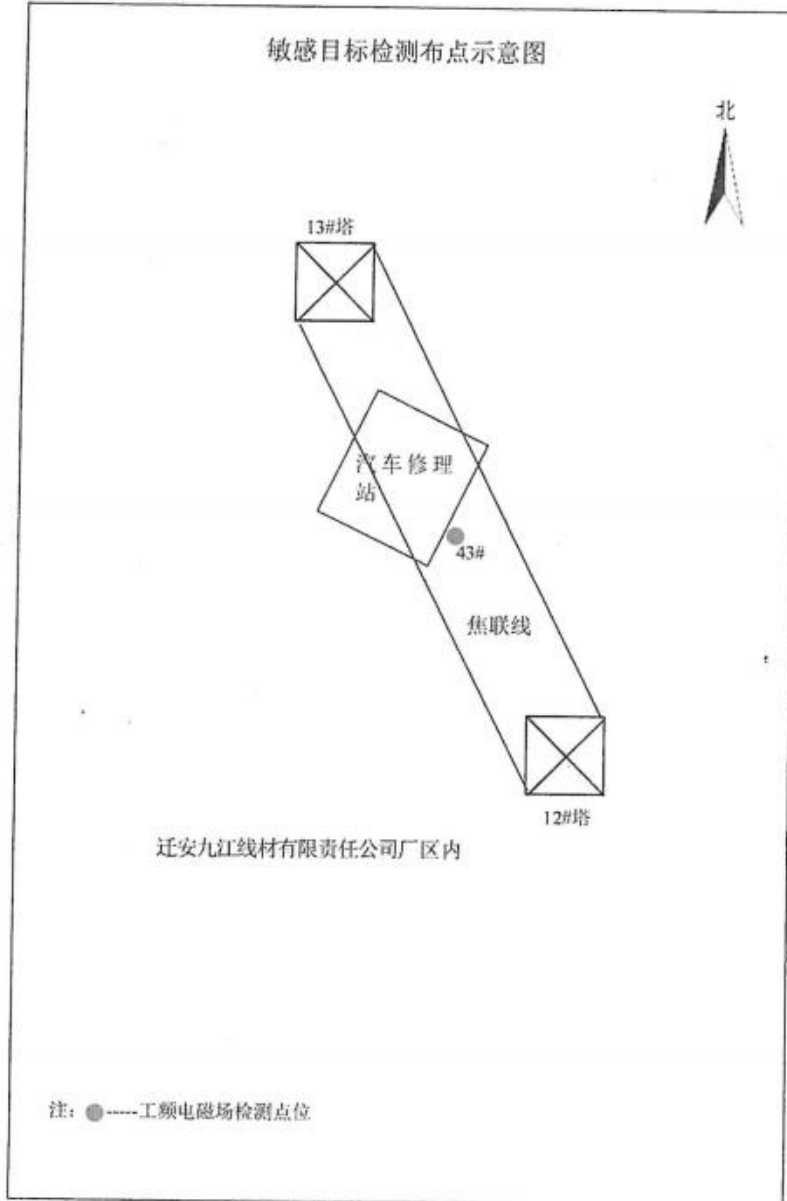 敏感目标检测布点示意图
北
13#塔
汽车修理
站
43#
焦联线
12#塔
迁安九江线材有限责任公司厂区内
注：●-----工频电磁场检测点位